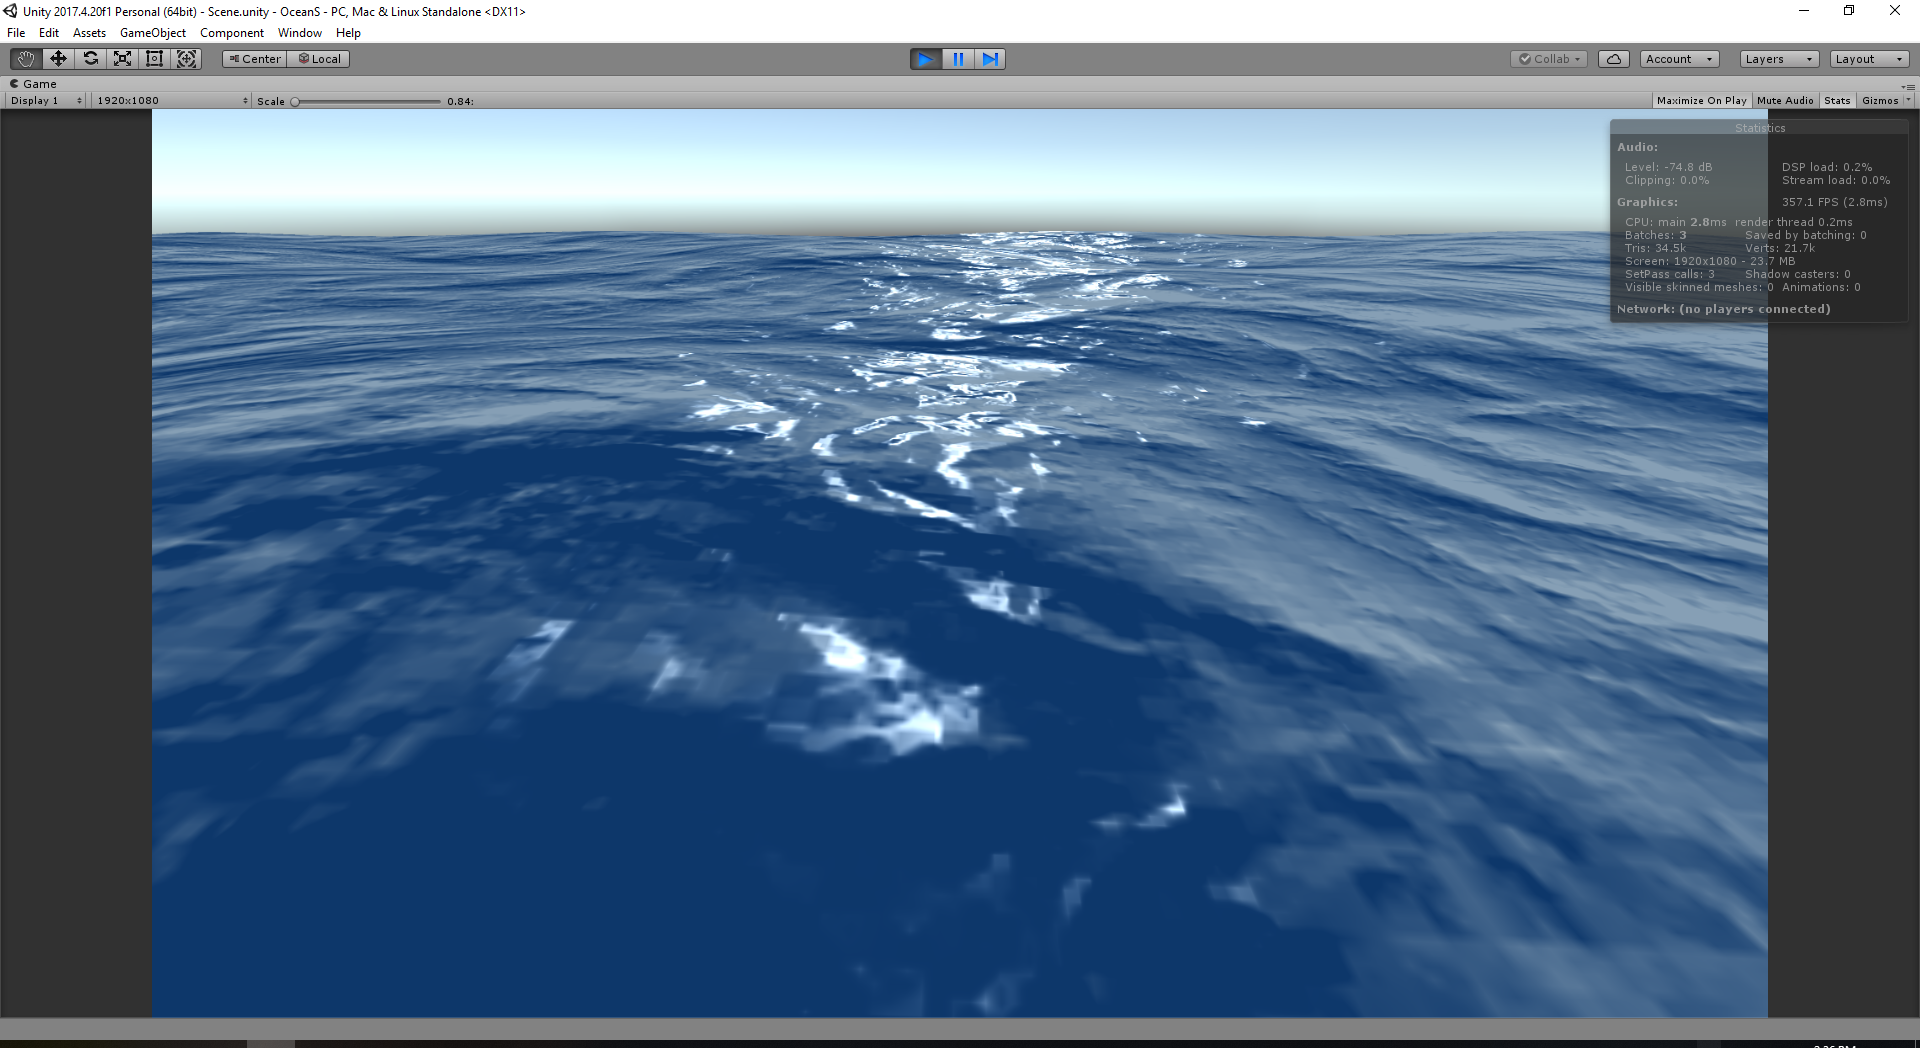 Unity 2017.4.20f1 Personal (64bit) - Scene.unity - OceanS - PC, Mac & Linux Standalone <DX11>
File Edit Assets GameObject Component Window Help
Center Local Collab Account Layers Layout
Game
Display 1 1920x1080 Scale 0.84: Maximize On Play Mute Audio Stats Gizmos
Statistics
Audio:
Level: -74.8 dB DSP load: 0.2%
Clipping: 0.0% Stream load: 0.0%
Graphics: 357.1 FPS (2.8ms)
CPU: main 2.8ms render thread 0.2ms
Batches: 3 Saved by batching: 0
Tris: 34.5k Verts: 21.7k
Screen: 1920x1080 - 23.7 MB
SetPass calls: 3 Shadow casters: 0
Visible skinned meshes: 0 Animations: 0
Network: (no players connected)